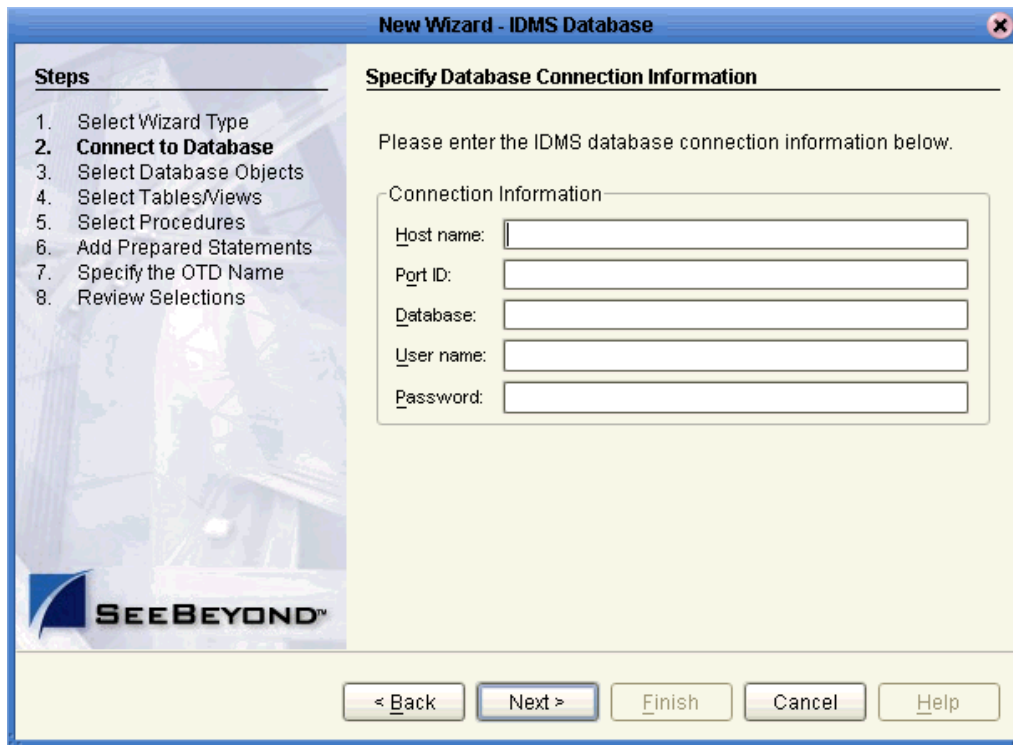 New Wizard - IDMS Database
Steps
1. Select Wizard Type
2. Connect to Database
3. Select Database Objects
4. Select Tables/Views
5. Select Procedures
6. Add Prepared Statements
7. Specify the OTD Name
8. Review Selections
SEEBEYOND™
Specify Database Connection Information
Please enter the IDMS database connection information below.
Connection Information
Host name:
Port ID:
Database:
User name:
Password:
< Back
Next >
Finish
Cancel
Help